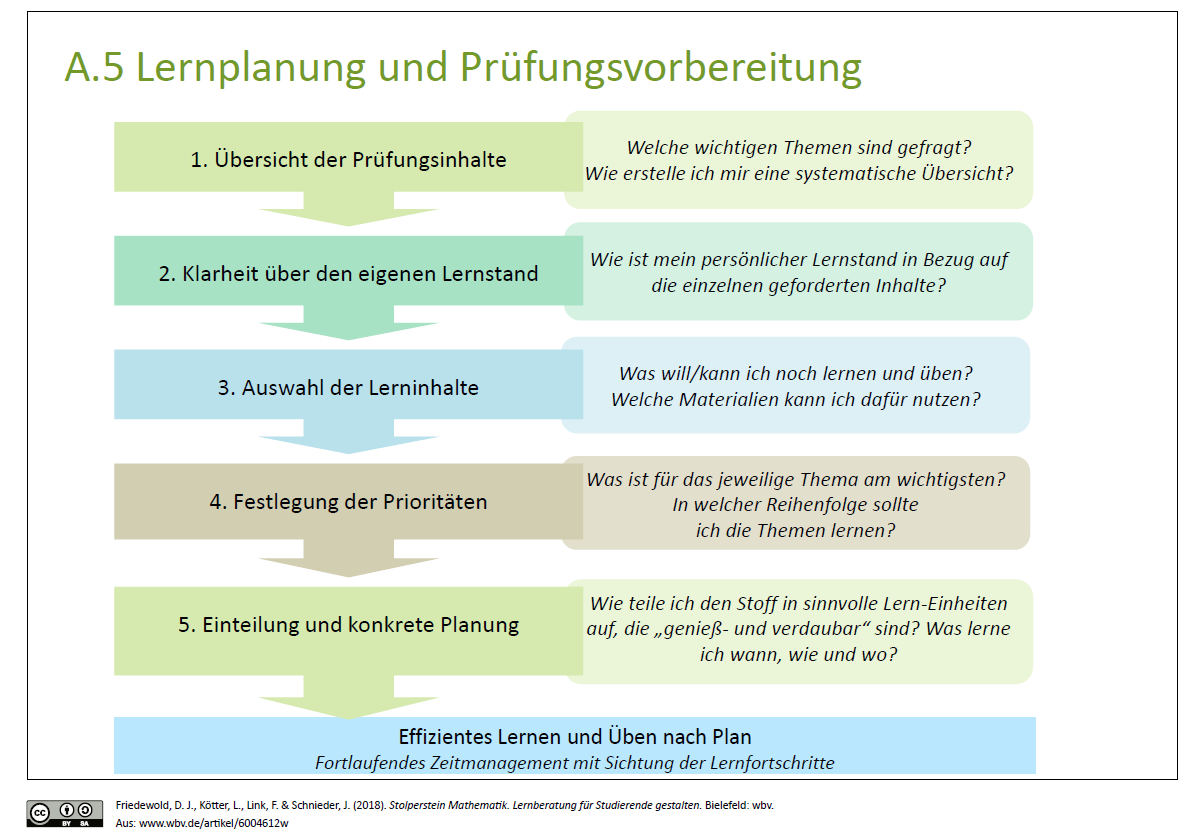 A.5 Lernplanung und Prüfungsvorbereitung
1. Übersicht der Prüfungsinhalte
Welche wichtigen Themen sind gefragt?
Wie erstelle ich mir eine systematische Übersicht?
2. Klarheit über den eigenen Lernstand
Wie ist mein persönlicher Lernstand in Bezug auf
die einzelnen geforderten Inhalte?
3. Auswahl der Lerninhalte
Was will/kann ich noch lernen und üben?
Welche Materialien kann ich dafür nutzen?
4. Festlegung der Prioritäten
Was ist für das jeweilige Thema am wichtigsten?
In welcher Reihenfolge sollte
ich die Themen lernen?
5. Einteilung und konkrete Planung
Wie teile ich den Stoff in sinnvolle Lern-Einheiten
auf, die „genieß- und verdaubar“ sind? Was lerne
ich wann, wie und wo?
Effizientes Lernen und Üben nach Plan
Fortlaufendes Zeitmanagement mit Sichtung der Lernfortschritte
cc BY SA
Friedewold, D. J., Kötter, L., Link, F. & Schnieder, J. (2018). Stolperstein Mathematik. Lernberatung für Studierende gestalten. Bielefeld: wbv.
Aus: www.wbv.de/artikel/6004612w